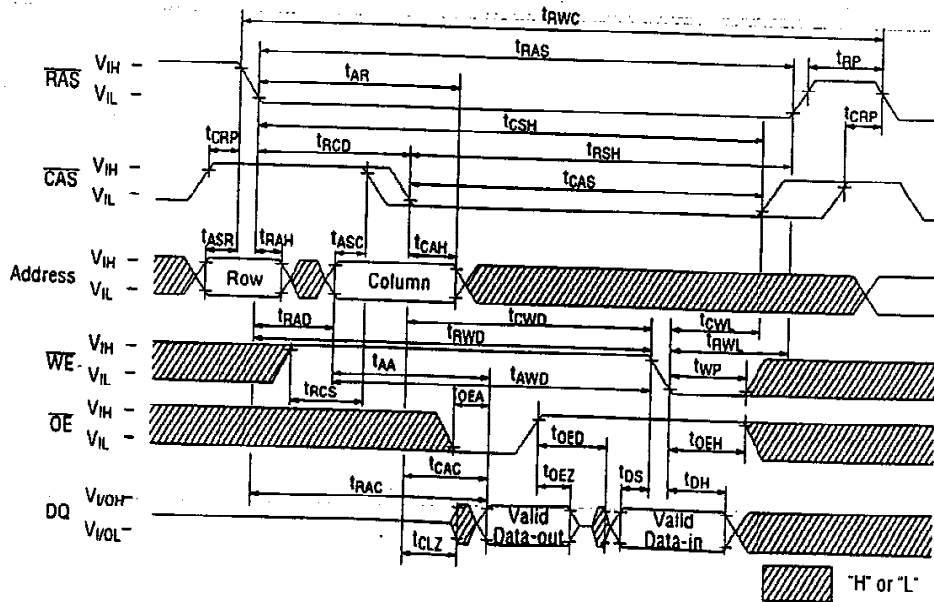 tRWC
tRAS
tRP
tAR
RAS
VIH
VIL
tCSH
tCRP
tCRP
tRCD
tRSH
CAS
VIH
VIL
tCAS
tASR
tRAH
tASC
tCAH
Address
VIH
VIL
Row
Column
tRAD
tCWD
tCWL
tRWD
tRWL
WE
VIH
VIL
tAA
tWP
tAWD
tRCS
tOEA
OE
VIH
VIL
tOED
tOEH
tCAC
tOEZ
tDS
tDH
tRAC
DQ
VI/OH
VI/OL
Valid
Data-out
Valid
Data-in
tCLZ
"H" or "L"